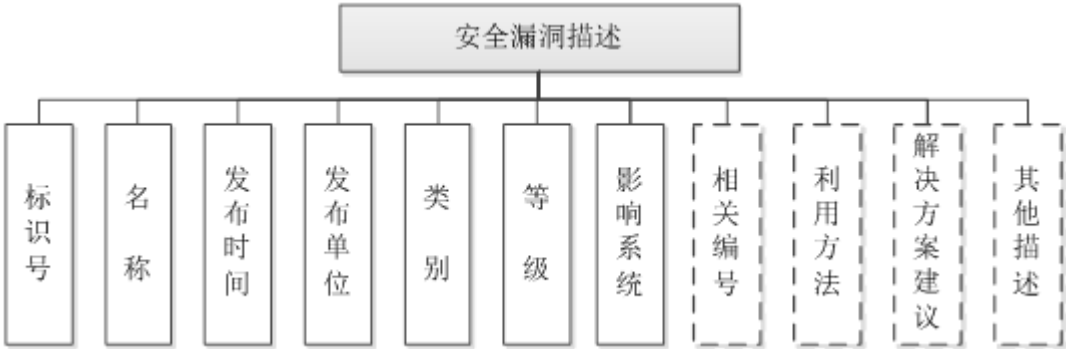 安全漏洞描述
标识号
名称
发布时间
发布单位
类别
等级
影响系统
相关编号
利用方法
解决方案建议
其他描述